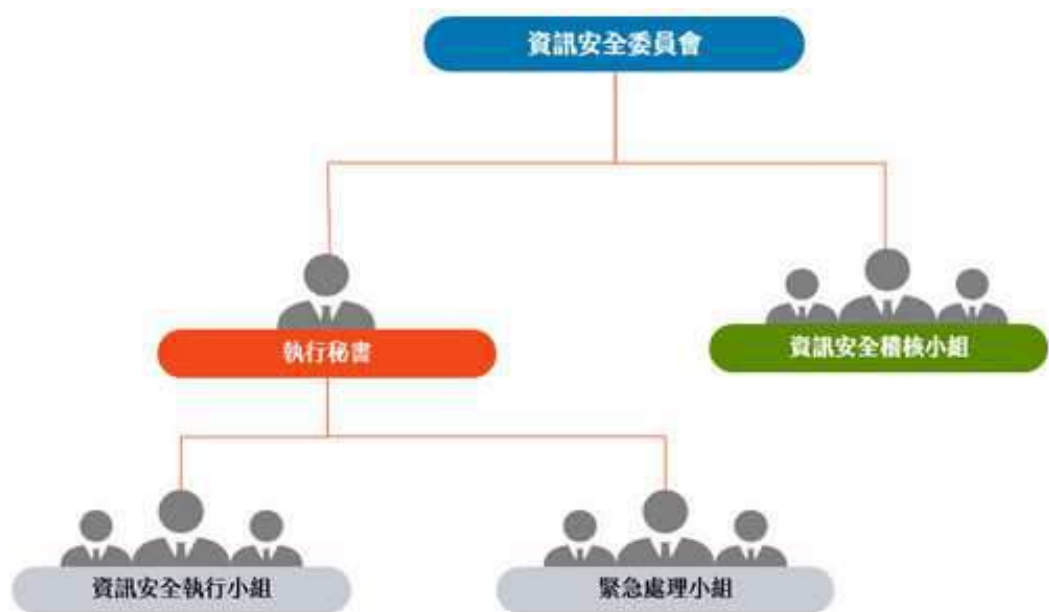 資訊安全委員會
執行秘書
資訊安全稽核小組
資訊安全執行小組
緊急處理小組